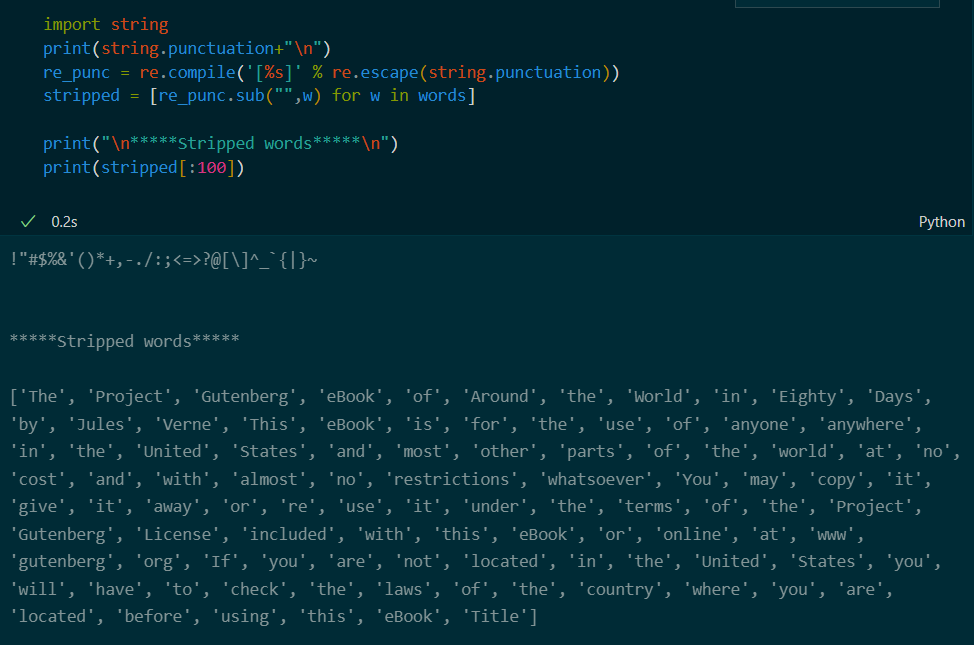 import string
print(string.punctuation+"\n")
re_punc = re.compile('[%s]' % re.escape(string.punctuation))
stripped = [re_punc.sub("",w) for w in words]
print("\n*****Stripped words*****\n")
print(stripped[:100])
0.2s
Python
!"#$%&'()*+,-./:;<=>?@[\]^_`{|}~
*****Stripped words*****
['The', 'Project', 'Gutenberg', 'eBook', 'of', 'Around', 'the', 'World', 'in', 'Eighty', 'Days',
'by', 'Jules', 'Verne', 'This', 'eBook', 'is', 'for', 'the', 'use', 'of', 'anyone', 'anywhere',
'in', 'the', 'United', 'States', 'and', 'most', 'other', 'parts', 'of', 'the', 'world', 'at', 'no',
'cost', 'and', 'with', 'almost', 'no', 'restrictions', 'whatsoever', 'You', 'may', 'copy', 'it',
'give', 'it', 'away', 'or', 're', 'use', 'it', 'under', 'the', 'terms', 'of', 'the', 'Project',
'Gutenberg', 'License', 'included', 'with', 'this', 'eBook', 'or', 'online', 'at', 'www',
'gutenberg', 'org', 'If', 'you', 'are', 'not', 'located', 'in', 'the', 'United', 'States', 'you',
'will', 'have', 'to', 'check', 'the', 'laws', 'of', 'the', 'country', 'where', 'you', 'are',
'located', 'before', 'using', 'this', 'eBook', 'Title']